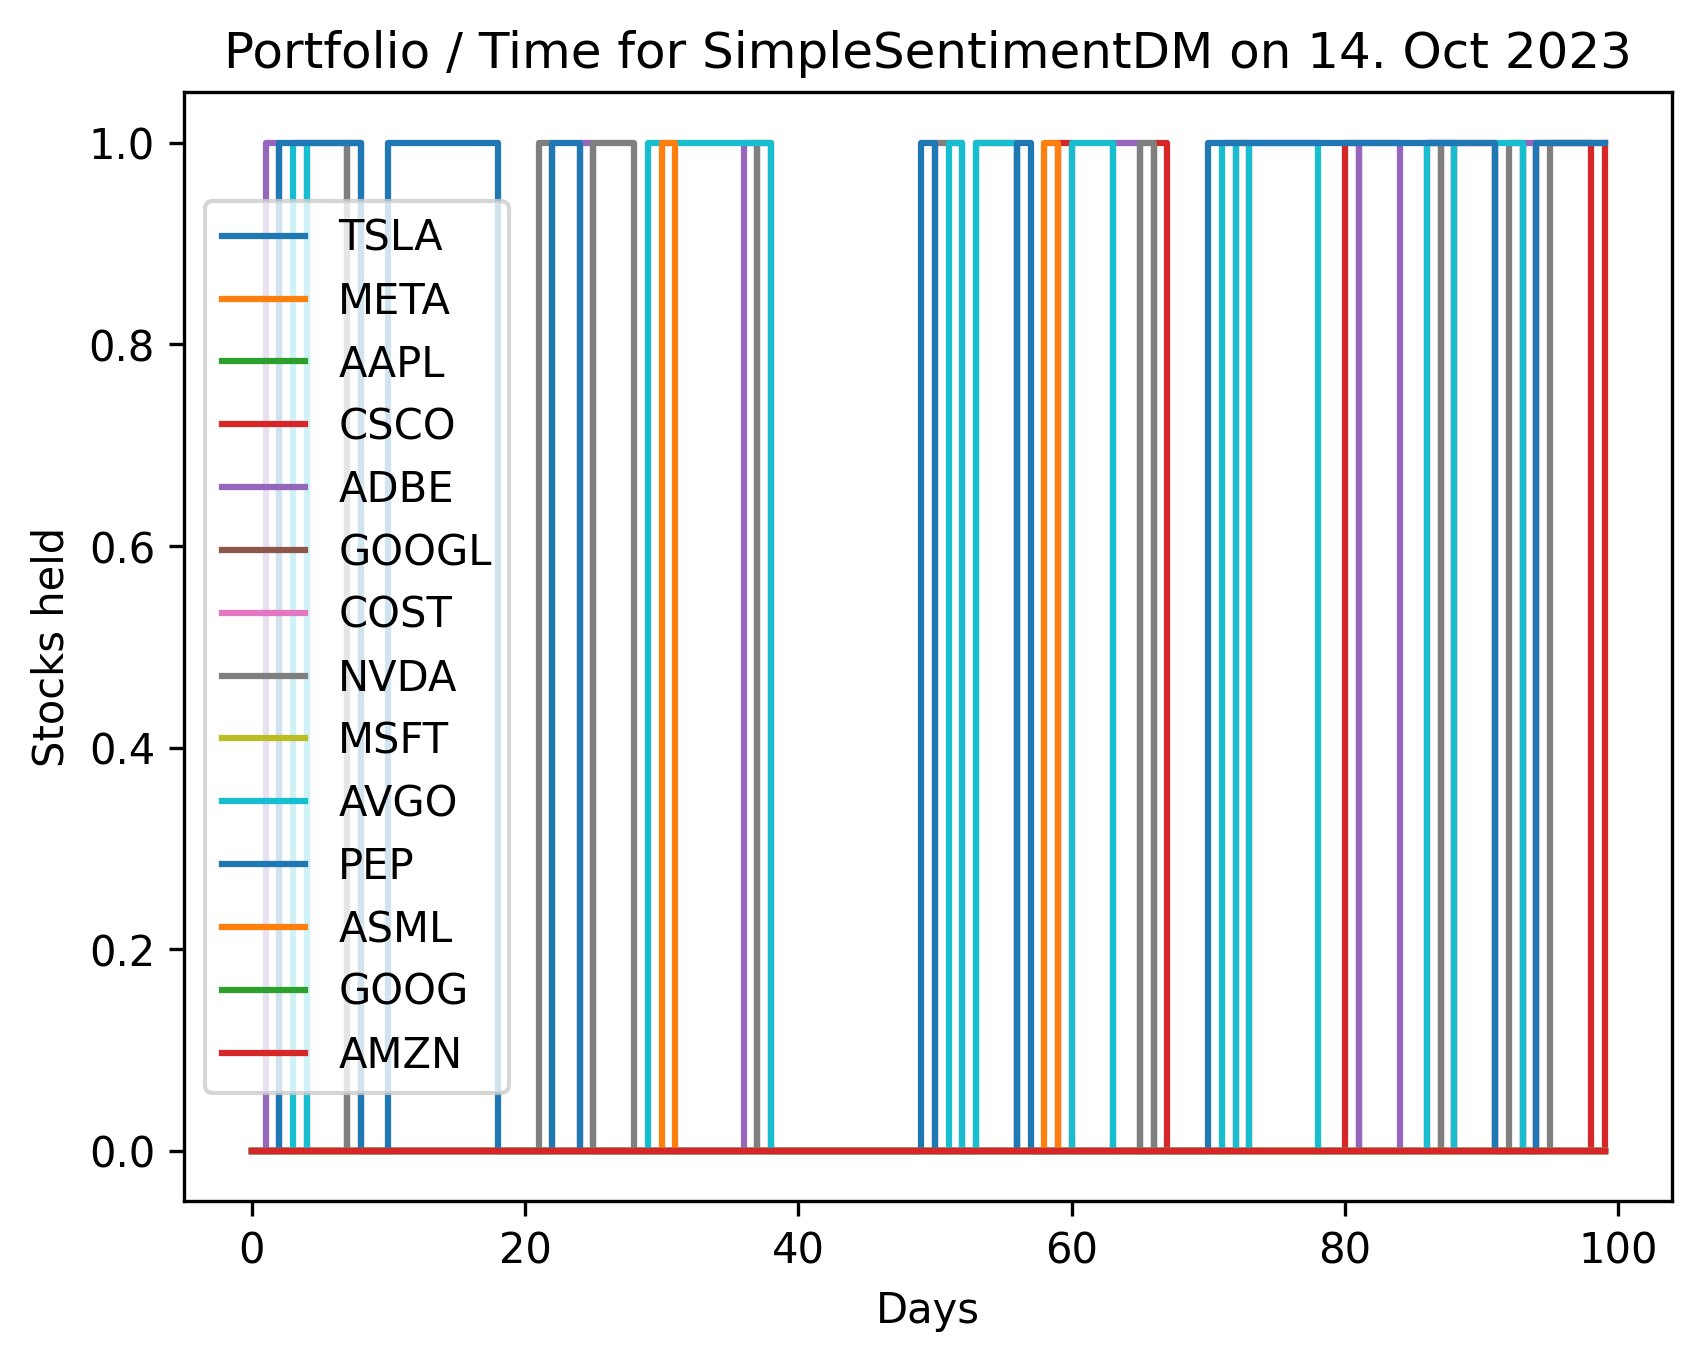 Portfolio / Time for SimpleSentimentDM on 14. Oct 2023
1.0
0.8
0.6
0.4
0.2
0.0
Stocks held
TSLA
META
AAPL
CSCO
ADBE
GOOGL
COST
NVDA
MSFT
AVGO
PEP
ASML
GOOG
AMZN
0 20 40 60 80 100
Days